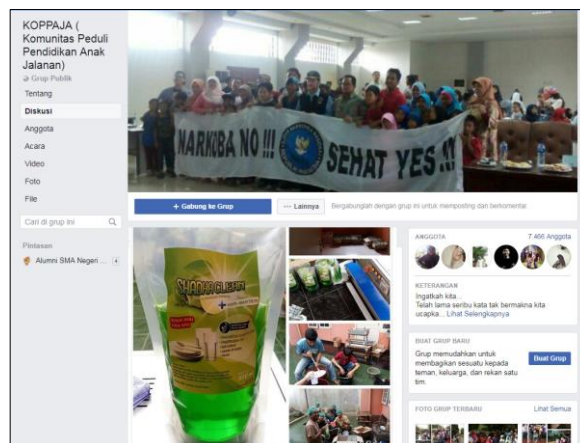 KOPPAJA (
Komunitas Peduli
Pendidikan Anak
Jalanan)
Grup Publik
Tentang
Diskusi
Anggota
Acara
Video
Foto
File
Cari di grup ini
Pintasan
Alumni SMA Negeri ... 4
NARKOBA NO !!! SEHAT YES !!!
+ Gabung ke Grup
... Lainnya
Bergabunglah dengan grup ini untuk memposting dan berkomentar.
SHANAA CLEAN
ANGGOTA
7.466 Anggota
KETERANGAN
Ingatkah kita...
Telah lama seribu kata tak bermakna kita
ucapka... Lihat Selengkapnya
BUAT GRUP BARU
Grup memudahkan untuk
membagikan sesuatu kepada
teman, keluarga, dan rekan satu
tim.
Buat Grup
FOTO GRUP TERBARU
Lihat Semua